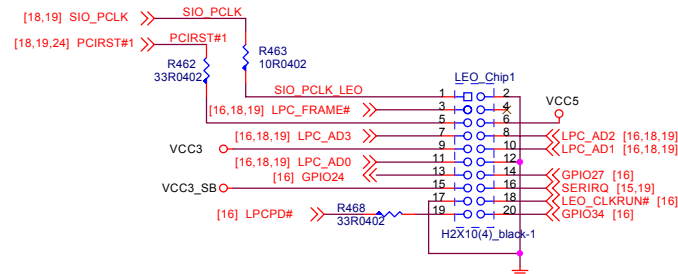 [18,19] SIO_PCLK SIO_PCLK
[18,19,24] PCIRST#1 PCIRST#1
R463
10R0402
R462
33R0402
LEO_Chip1
SIO_PCLK_LEO 1 2
[16,18,19] LPC_FRAME# 3 4
VCC5
5 6
[16,18,19] LPC_AD3 7 8 LPC_AD2 [16,18,19]
VCC3 9 10 LPC_AD1 [16,18,19]
[16,18,19] LPC_AD0 11 12
[16] GPIO24 13 14 GPIO27 [16]
VCC3_SB 15 16 SERIRQ [15,19]
17 18 LEO_CLKRUN# [16]
[16] LPCPD# R468 19 20 GPIO34 [16]
33R0402
H2X10(4)_black-1